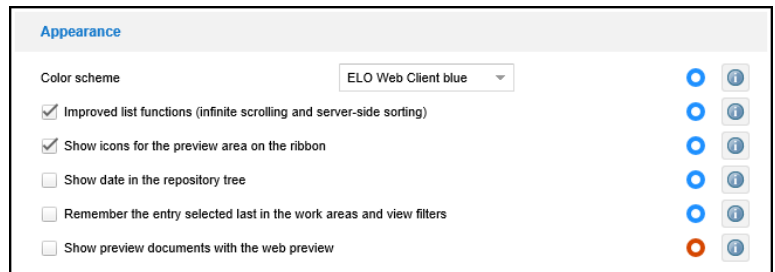 Appearance
Color scheme ELO Web Client blue
Improved list functions (infinite scrolling and server-side sorting)
Show icons for the preview area on the ribbon
Show date in the repository tree
Remember the entry selected last in the work areas and view filters
Show preview documents with the web preview